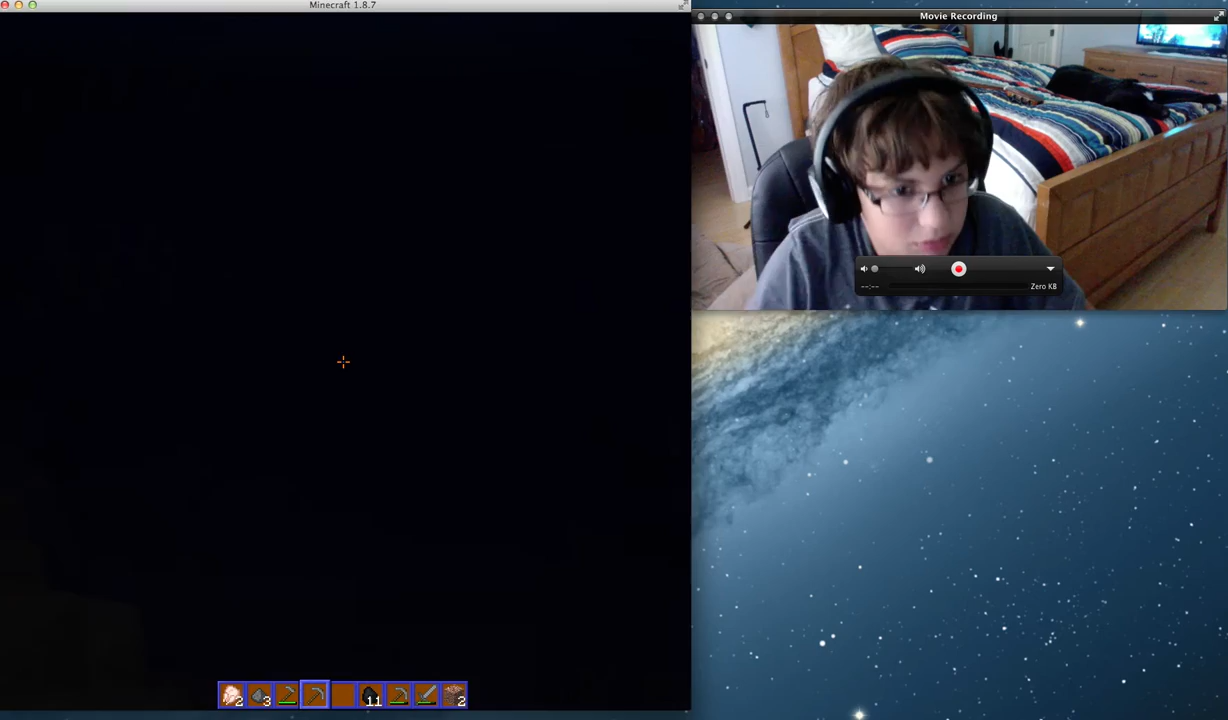 Minecraft 1.8.7
Movie Recording
--:--
Zero KB
2
3
11
2